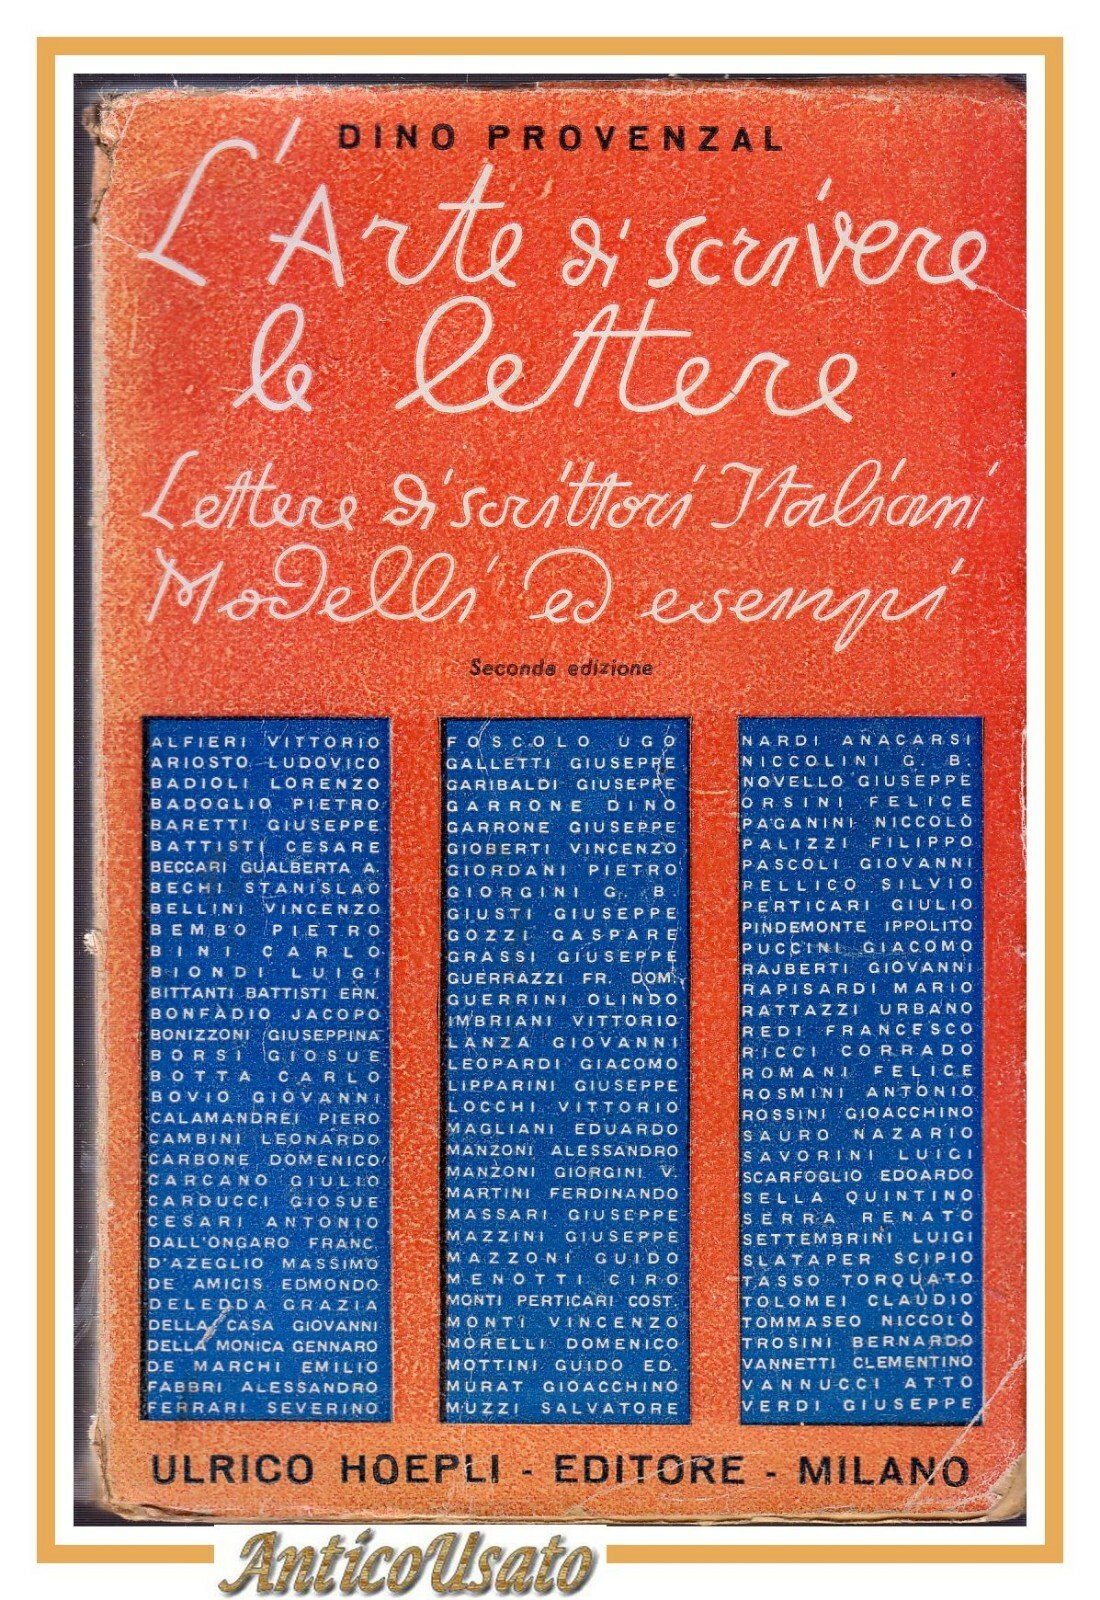 DINO PROVENZAL
L'Arte di scrivere
le lettere
Lettere di scrittori Italiani
Modelli ed esempi
Seconda edizione
ALFIERI VITTORIO
ARIOSTO LUDOVICO
BADIOLI LORENZO
BADOGLIO PIETRO
BARETTI GIUSEPPE
BATTISTI CESARE
BECCARI GUALBERTA A.
BECHI STANISLAO
BELLINI VINCENZO
BEMBO PIETRO
BINI CARLO
BIONDI LUIGI
BITTANTI BATTISTI ERN.
BONFADIO JACOPO
BONIZZONI GIUSEPPINA
BORSI GIOSUE
BOTTA CARLO
BOVIO GIOVANNI
CALAMANDREI PIERO
CAMBINI LEONARDO
CARBONE DOMENICO
CARCANO GIULIO
CARDUCCI GIOSUE
CESARI ANTONIO
DALL'ONGARO FRANC.
D'AZEGLIO MASSIMO
DE AMICIS EDMONDO
DELEDDA GRAZIA
DELLA CASA GIOVANNI
DELLA MONICA GENNARO
DE MARCHI EMILIO
FABBRI ALESSANDRO
FERRARI SEVERINO
FOSCOLO UGO
GALLETTI GIUSEPPE
GARIBALDI GIUSEPPE
GARRONE DINO
GARRONE GIUSEPPE
GIOBERTI VINCENZO
GIORDANI PIETRO
GIORGINI G. B.
GIUSTI GIUSEPPE
GOZZI GASPARE
GRASSI GIUSEPPE
GUERRAZZI FR. DOM.
GUERRINI OLINDO
IMBRIANI VITTORIO
LANZA GIOVANNI
LEOPARDI GIACOMO
LIPPARINI GIUSEPPE
LOCCHI VITTORIO
MAGLIANI EDUARDO
MANZONI ALESSANDRO
MANZONI GIORGINI V.
MARTINI FERDINANDO
MASSARI GIUSEPPE
MAZZINI GIUSEPPE
MAZZONI GUIDO
MENOTTI CIRO
MONTI PERTICARI COST.
MONTI VINCENZO
MORELLI DOMENICO
MOTTINI GUIDO ED.
MURAT GIOACCHINO
MUZZI SALVATORE
NARDI ANACARSI
NICCOLINI G. B.
NOVELLO GIUSEPPE
ORSINI FELICE
PAGANINI NICCOLÒ
PALIZZI FILIPPO
PASCOLI GIOVANNI
PELLICO SILVIO
PERTICARI GIULIO
PINDEMONTE IPPOLITO
PUCCINI GIACOMO
RAJBERTI GIOVANNI
RAPISARDI MARIO
RATTAZZI URBANO
REDI FRANCESCO
RICCI CORRADO
ROMANI FELICE
ROSMINI ANTONIO
ROSSINI GIOACCHINO
SAURO NAZARIO
SAVORINI LUIGI
SCARFOGLIO EDOARDO
SELLA QUINTINO
SERRA RENATO
SETTEMBRINI LUIGI
SLATAPER SCIPIO
TASSO TORQUATO
TOLOMEI CLAUDIO
TOMMASEO NICCOLÒ
TROSINI BERNARDO
VANNETTI CLEMENTINO
VANNUCCI ATTO
VERDI GIUSEPPE
ULRICO HOEPLI - EDITORE - MILANO
AnticoUsato